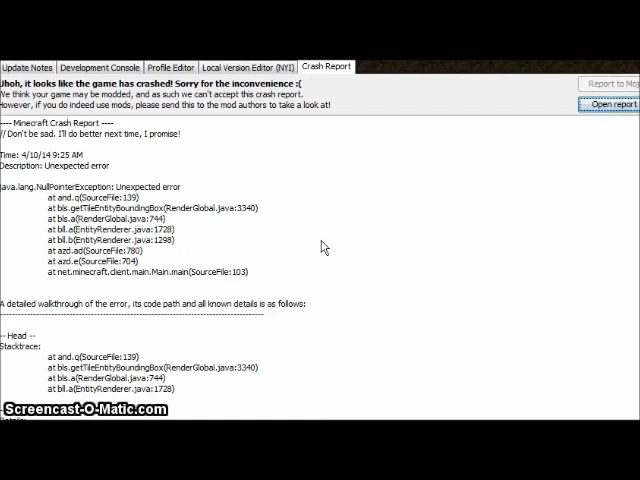 Update Notes Development Console Profile Editor Local Version Editor (NYI) Crash Report
Uhoh, it looks like the game has crashed! Sorry for the inconvenience :(
We think your game may be modded, and as such we can't accept this crash report.
However, if you do indeed use mods, please send this to the mod authors to take a look at!
Report to Moj
Open report
---- Minecraft Crash Report ----
// Don't be sad. I'll do better next time, I promise!
Time: 4/10/14 9:25 AM
Description: Unexpected error
java.lang.NullPointerException: Unexpected error
at and.q(SourceFile:139)
at bls.getTileEntityBoundingBox(RenderGlobal.java:3340)
at bls.a(RenderGlobal.java:744)
at bll.a(EntityRenderer.java:1728)
at bll.b(EntityRenderer.java:1298)
at azd.ad(SourceFile:780)
at azd.e(SourceFile:704)
at net.minecraft.client.main.Main.main(SourceFile:103)
A detailed walkthrough of the error, its code path and all known details is as follows:
---------------------------------------------------------------------------------------
-- Head --
Stacktrace:
at and.q(SourceFile:139)
at bls.getTileEntityBoundingBox(RenderGlobal.java:3340)
at bls.a(RenderGlobal.java:744)
at bll.a(EntityRenderer.java:1728)
Screencast-O-Matic.com